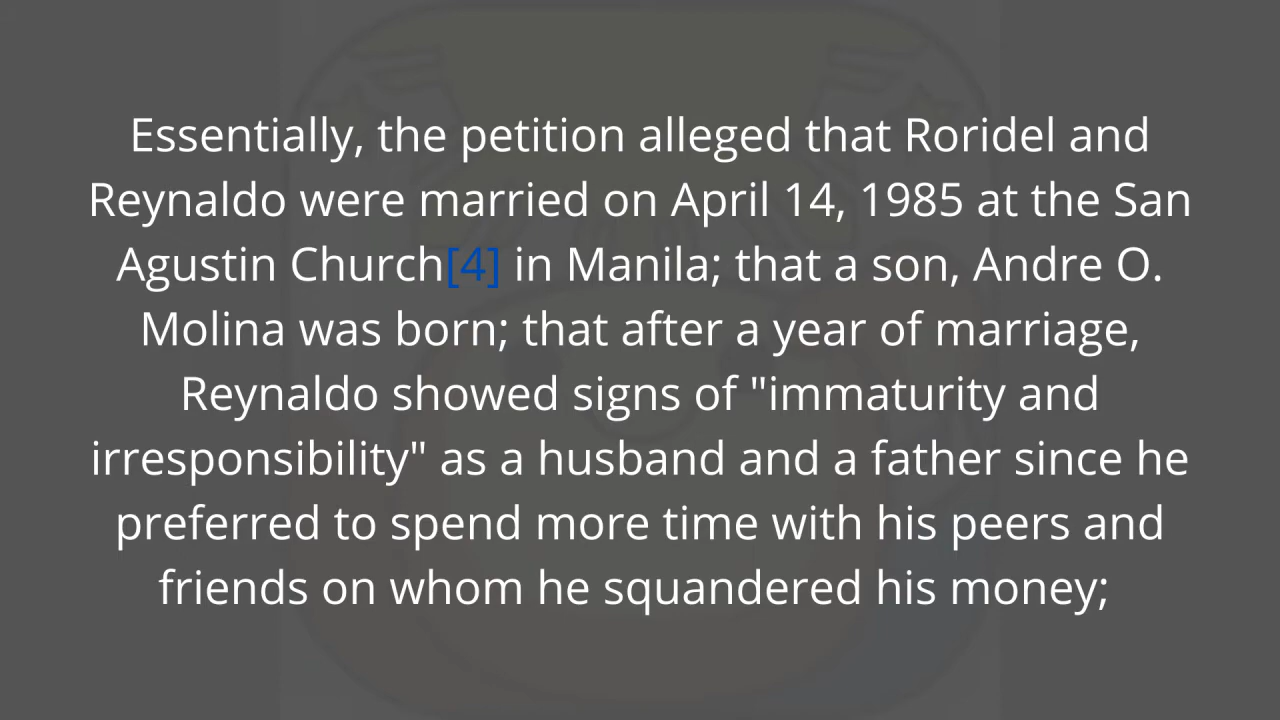 Essentially, the petition alleged that Roridel and
Reynaldo were married on April 14, 1985 at the San
Agustin Church[4] in Manila; that a son, Andre O.
Molina was born; that after a year of marriage,
Reynaldo showed signs of "immaturity and
irresponsibility" as a husband and a father since he
preferred to spend more time with his peers and
friends on whom he squandered his money;